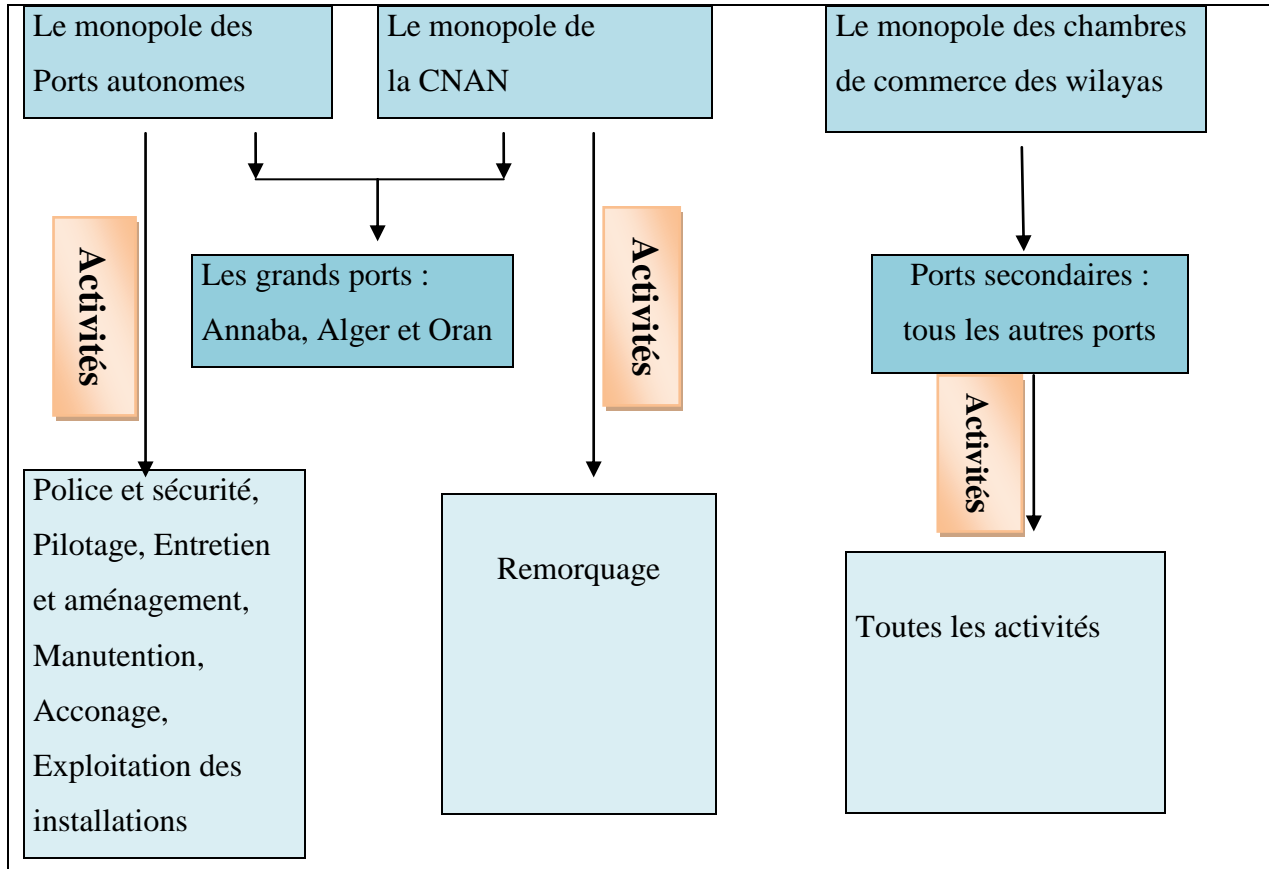 Le monopole des
Ports autonomes
Le monopole de
la CNAN
Le monopole des chambres
de commerce des wilayas
Activités
Les grands ports :
Annaba, Alger et Oran
Activités
Ports secondaires :
tous les autres ports
Activités
Police et sécurité,
Pilotage, Entretien
et aménagement,
Manutention,
Acconage,
Exploitation des
installations
Remorquage
Toutes les activités